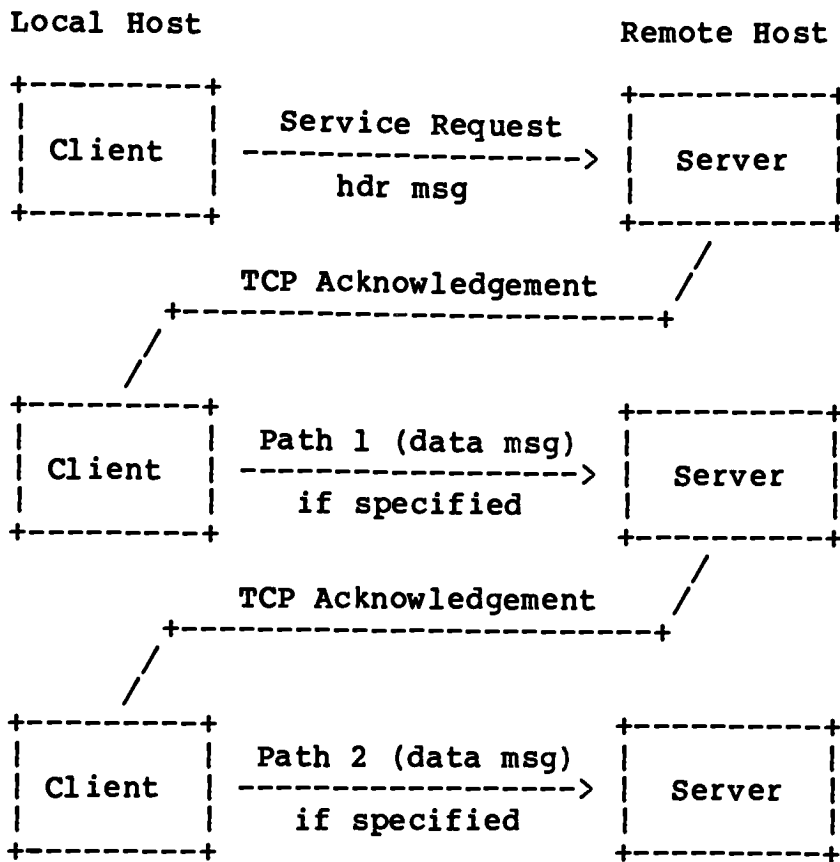 Local Host
Remote Host
Service Request
Client
Server
hdr msg
TCP Acknowledgement
Path 1 (data msg)
Client
Server
if specified
TCP Acknowledgement
Path 2 (data msg)
Client
Server
if specified